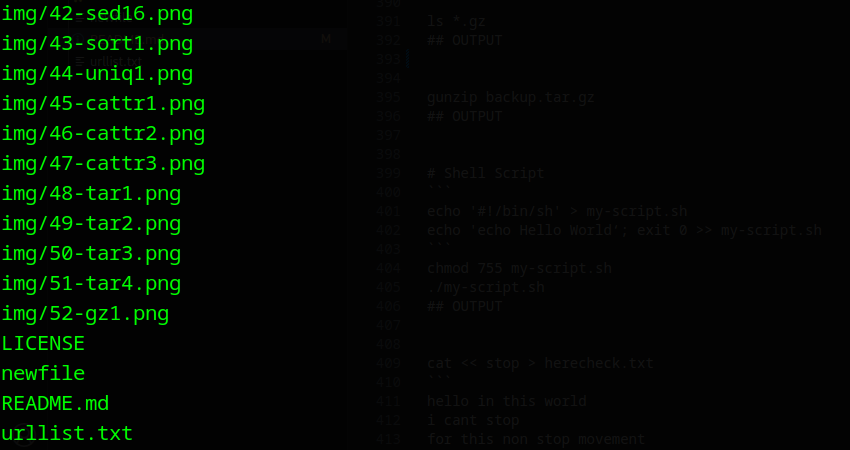 img/42-sed16.png
img/43-sort1.png
img/44-uniq1.png
img/45-cattr1.png
img/46-cattr2.png
img/47-cattr3.png
img/48-tar1.png
img/49-tar2.png
img/50-tar3.png
img/51-tar4.png
img/52-gz1.png
LICENSE
newfile
README.md
urllist.txt
M
urllist.txt
390
391 ls *.gz
392 ## OUTPUT
393
394
395 gunzip backup.tar.gz
396 ## OUTPUT
397
398
399 # Shell Script
400 ```
401 echo '#!/bin/sh' > my-script.sh
402 echo 'echo Hello World'; exit 0 >> my-script.sh
403 ```
404 chmod 755 my-script.sh
405 ./my-script.sh
406 ## OUTPUT
407
408
409 cat << stop > herecheck.txt
410 ```
411 hello in this world
412 i cant stop
413 for this non stop movement